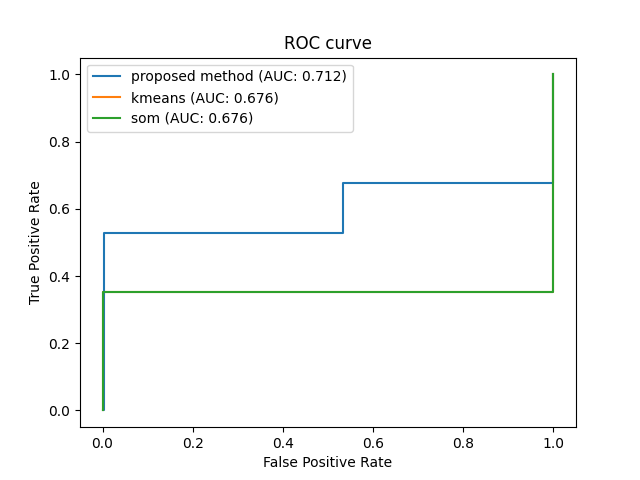 ROC curve
proposed method (AUC: 0.712)
kmeans (AUC: 0.676)
som (AUC: 0.676)
True Positive Rate
1.0
0.8
0.6
0.4
0.2
0.0
0.0 0.2 0.4 0.6 0.8 1.0
False Positive Rate